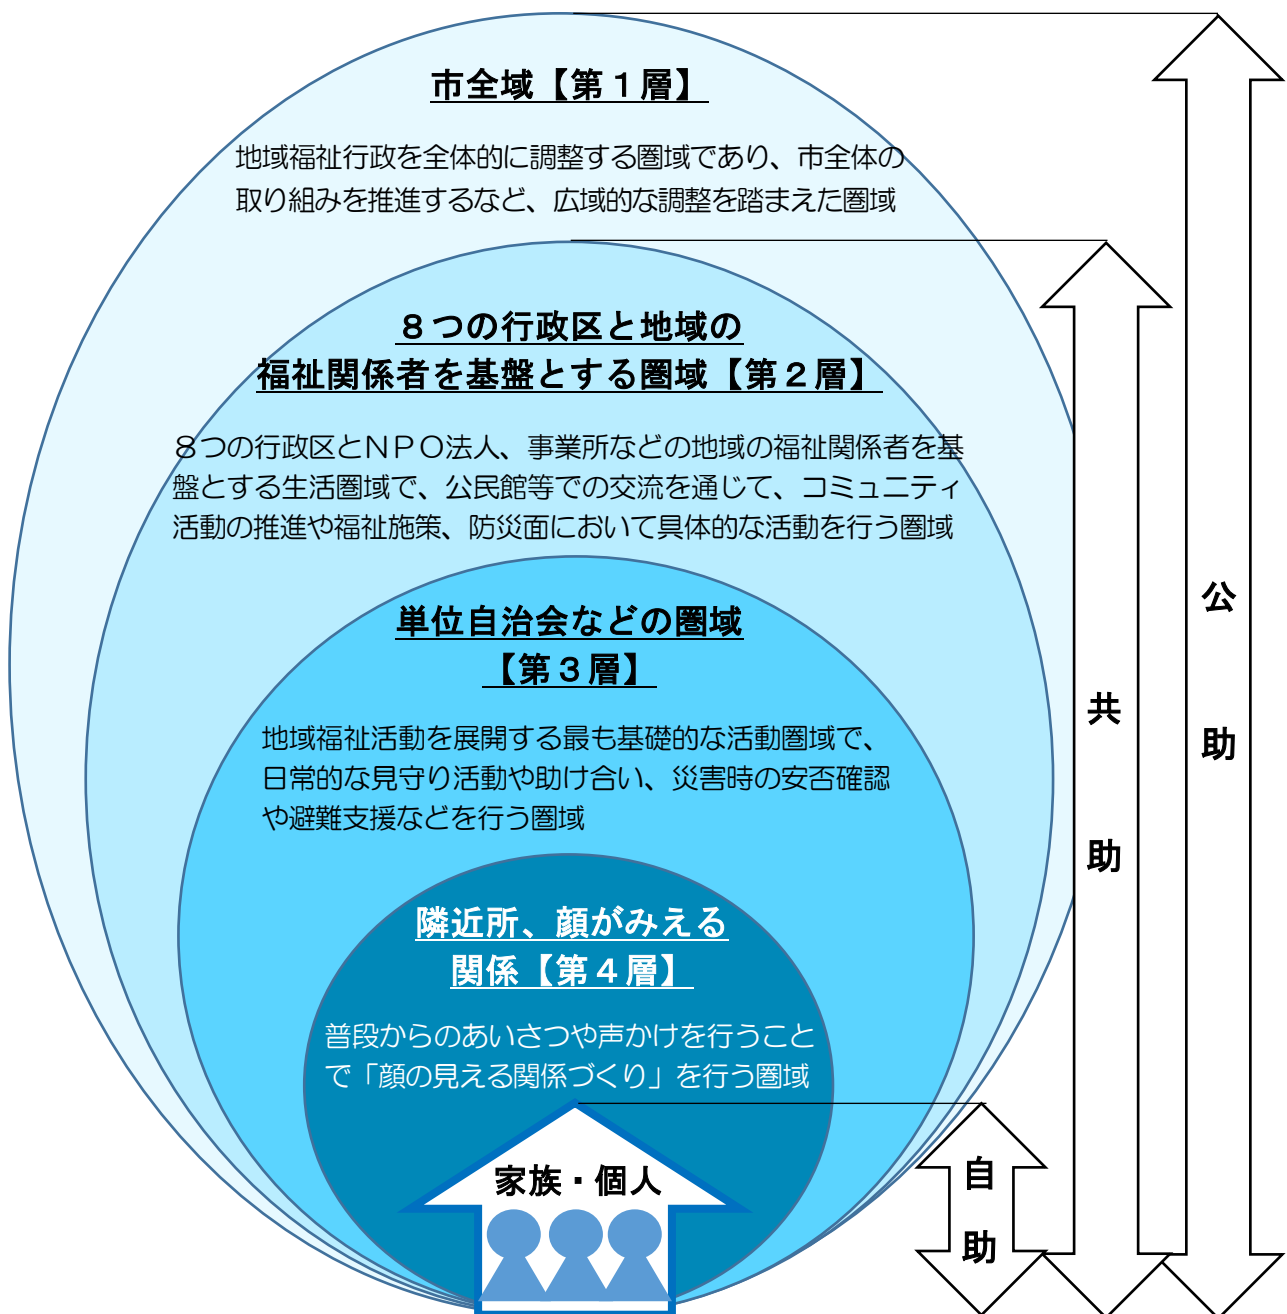 市全域【第１層】
地域福祉行政を全体的に調整する圏域であり、市全体の
取り組みを推進するなど、広域的な調整を踏まえた圏域
８つの行政区と地域の
福祉関係者を基盤とする圏域【第２層】
８つの行政区とＮＰＯ法人、事業所などの地域の福祉関係者を基
盤とする生活圏域で、公民館等での交流を通じて、コミュニティ
活動の推進や福祉施策、防災面において具体的な活動を行う圏域
単位自治会などの圏域
【第３層】
地域福祉活動を展開する最も基礎的な活動圏域で、
日常的な見守り活動や助け合い、災害時の安否確認
や避難支援などを行う圏域
隣近所、顔がみえる
関係【第４層】
普段からのあいさつや声かけを行うこと
で「顔の見える関係づくり」を行う圏域
家族・個人
自助
共助
公助